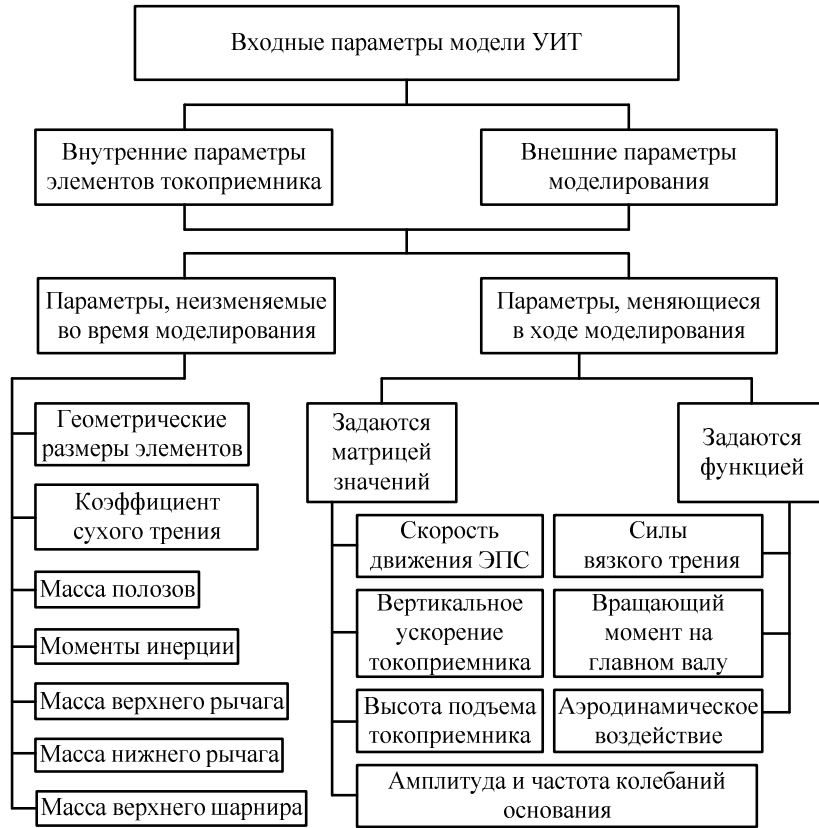 Входные параметры модели УИТ
Внутренние параметры
элементов токоприемника
Внешние параметры
моделирования
Параметры, неизменяемые
во время моделирования
Параметры, меняющиеся
в ходе моделирования
Геометрические
размеры элементов
Коэффициент
сухого трения
Масса полозов
Моменты инерции
Масса верхнего рычага
Масса нижнего рычага
Масса верхнего шарнира
Задаются
матрицей
значений
Скорость
движения ЭПС
Вертикальное
ускорение
токоприемника
Высота подъема
токоприемника
Амплитуда и частота колебаний
основания
Задаются
функцией
Силы
вязкого трения
Вращающий
момент на
главном валу
Аэродинамическое
воздействие